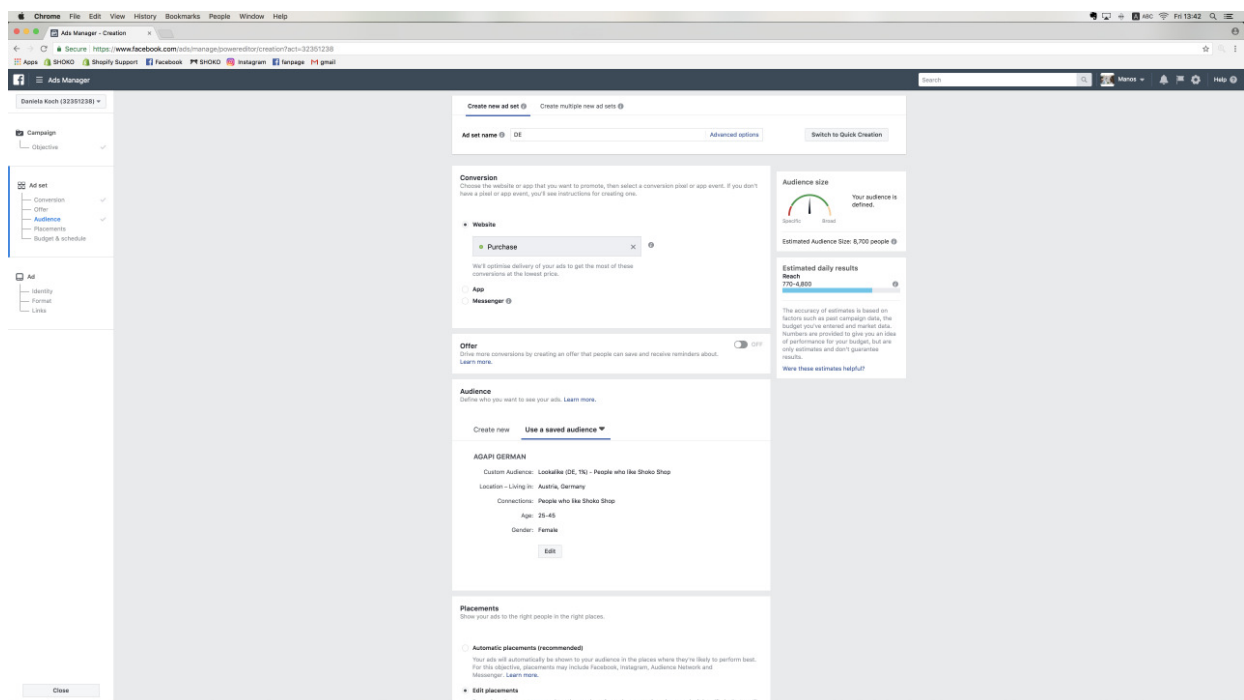 Chrome File Edit View History Bookmarks People Window Help
ABC Fri 13:42
Ads Manager - Creation
Secure https://www.facebook.com/ads/manage/powereditor/creation?act=32351238
Apps SHOKO Shopify Support Facebook SHOKO Instagram fanpage gmail
Ads Manager Search Manos Help
Daniela Koch (32351238)
Campaign
Objective
Ad set
Conversion
Offer
Audience
Placements
Budget & schedule
Ad
Identity
Format
Links
Close
Create new ad set Create multiple new ad sets
Ad set name DE Advanced options Switch to Quick Creation
Conversion
Choose the website or app that you want to promote, then select a conversion pixel or app event. If you don't
have a pixel or app event, you'll see instructions for creating one.
Website
Purchase
We'll optimise delivery of your ads to get the most of these
conversions at the lowest price.
App
Messenger
Offer OFF
Drive more conversions by creating an offer that people can save and receive reminders about.
Learn more.
Audience
Define who you want to see your ads. Learn more.
Create new Use a saved audience
AGAPI GERMAN
Custom Audience: Lookalike (DE, 1%) – People who like Shoko Shop
Location – Living in: Austria, Germany
Connections: People who like Shoko Shop
Age: 25-45
Gender: Female
Edit
Placements
Show your ads to the right people in the right places.
Automatic placements (recommended)
Your ads will automatically be shown to your audience in the places where they're likely to perform best.
For this objective, placements may include Facebook, Instagram, Audience Network and
Messenger. Learn more.
Edit placements
Audience size
Your audience is
defined.
Specific Broad
Estimated Audience Size: 8,700 people
Estimated daily results
Reach
770-4,800
The accuracy of estimates is based on
factors such as past campaign data, the
budget you've entered and market data.
Numbers are provided to give you an idea
of performance for your budget, but are
only estimates and don't guarantee
results.
Were these estimates helpful?